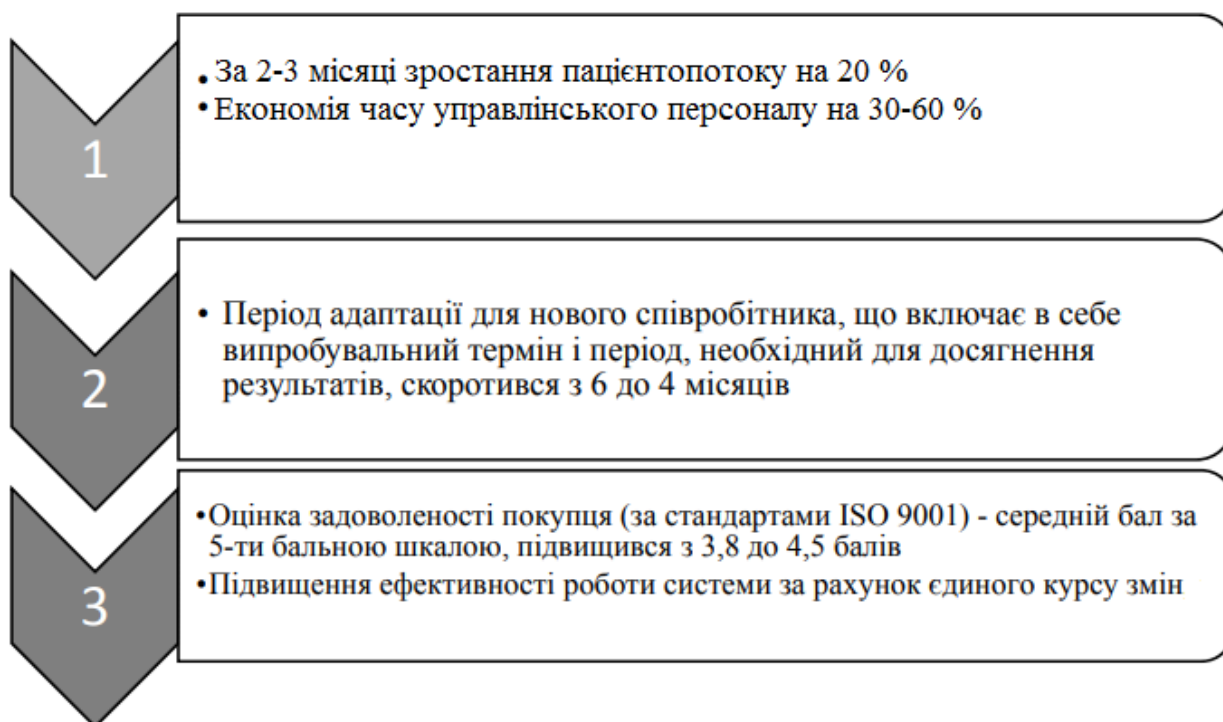 1
• За 2-3 місяці зростання пацієнтопотоку на 20 %
• Економія часу управлінського персоналу на 30-60 %
2
• Період адаптації для нового співробітника, що включає в себе
випробувальний термін і період, необхідний для досягнення
результатів, скоротився з 6 до 4 місяців
3
•Оцінка задоволеності покупця (за стандартами ISO 9001) - середній бал за
5-ти бальною шкалою, підвищився з 3,8 до 4,5 балів
•Підвищення ефективності роботи системи за рахунок єдиного курсу змін